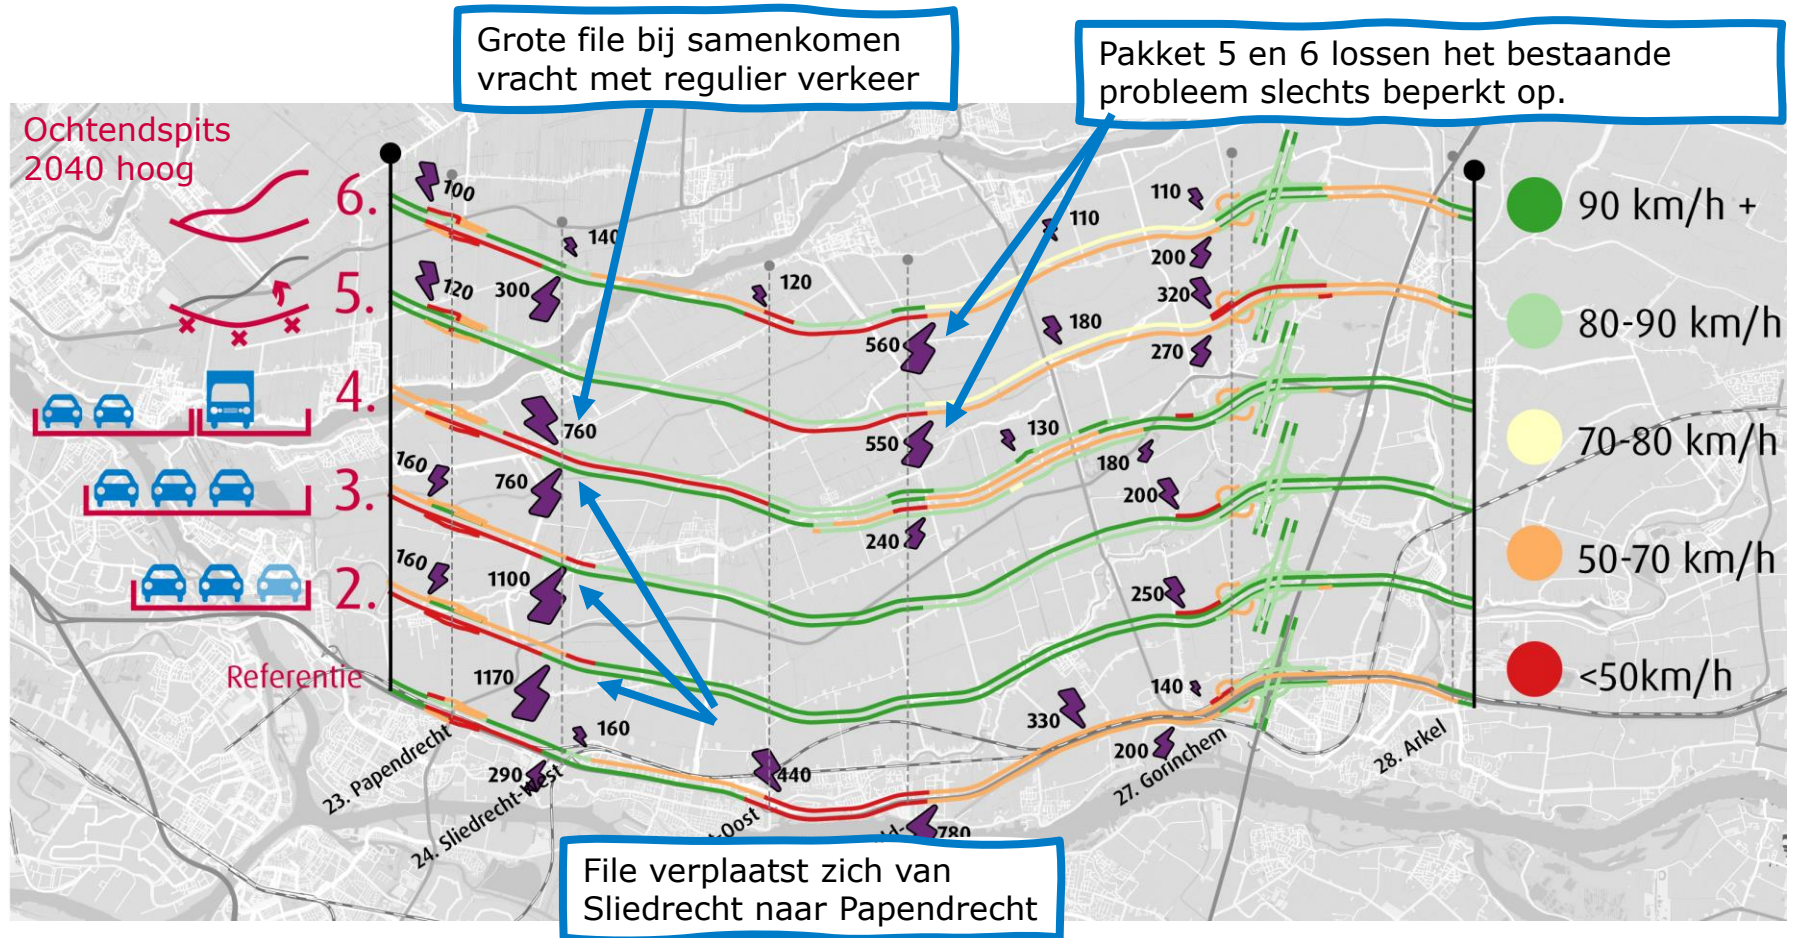 Grote file bij samenkomen
vracht met regulier verkeer
Pakket 5 en 6 lossen het bestaande
probleem slechts beperkt op.
Ochtendspits
2040 hoog
6.
5.
4.
3.
2.
Referentie
100
140
110
110
200
120
300
120
560
180
320
270
760
550
130
180
160
760
240
200
160
1100
250
1170
160
290
440
330
140
200
780
23. Papendrecht
24. Sliedrecht-West
-Oost
27. Gorinchem
28. Arkel
90 km/h +
80-90 km/h
70-80 km/h
50-70 km/h
<50km/h
File verplaatst zich van
Sliedrecht naar Papendrecht